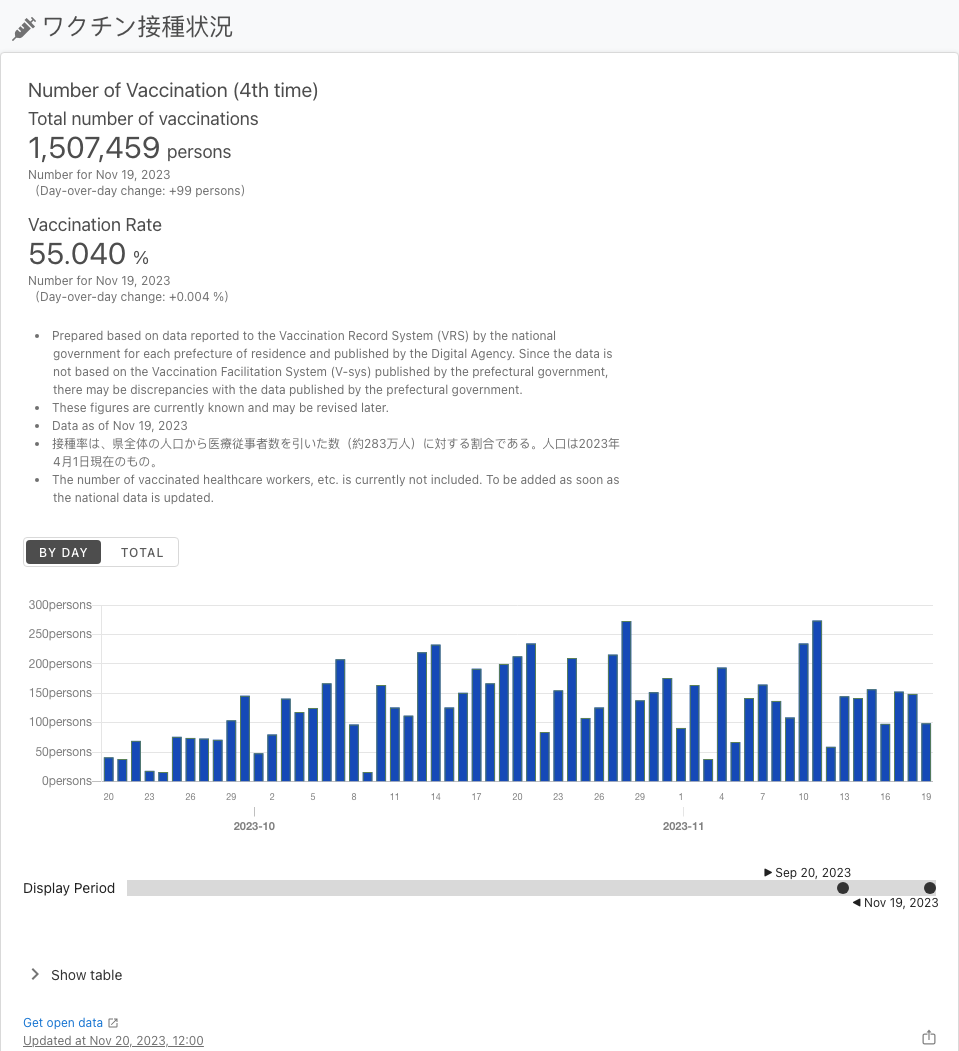 ワクチン接種状況
Number of Vaccination (4th time)
Total number of vaccinations
1,507,459 persons
Number for Nov 19, 2023
(Day-over-day change: +99 persons)
Vaccination Rate
55.040 %
Number for Nov 19, 2023
(Day-over-day change: +0.004 %)
• Prepared based on data reported to the Vaccination Record System (VRS) by the national
government for each prefecture of residence and published by the Digital Agency. Since the data is
not based on the Vaccination Facilitation System (V-sys) published by the prefectural government,
there may be discrepancies with the data published by the prefectural government.
• These figures are currently known and may be revised later.
• Data as of Nov 19, 2023
• 接種率は、県全体の人口から医療従事者数を引いた数（約283万人）に対する割合である。人口は2023年
4月1日現在のもの。
• The number of vaccinated healthcare workers, etc. is currently not included. To be added as soon as
the national data is updated.
BY DAY TOTAL
300persons
250persons
200persons
150persons
100persons
50persons
0persons
20 23 26 29 2 5 8 11 14 17 20 23 26 29 1 4 7 10 13 16 19
2023-10 2023-11
Sep 20, 2023
Display Period
Nov 19, 2023
Show table
Get open data
Updated at Nov 20, 2023, 12:00